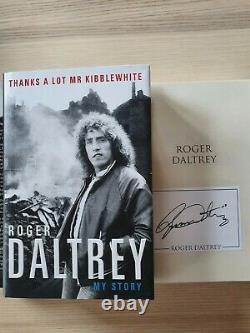 THANKS A LOT MR KIBBLEWHITE
ROGER
DALTREY
MY STORY
ROGER
DALTREY
ROGER DALTREY